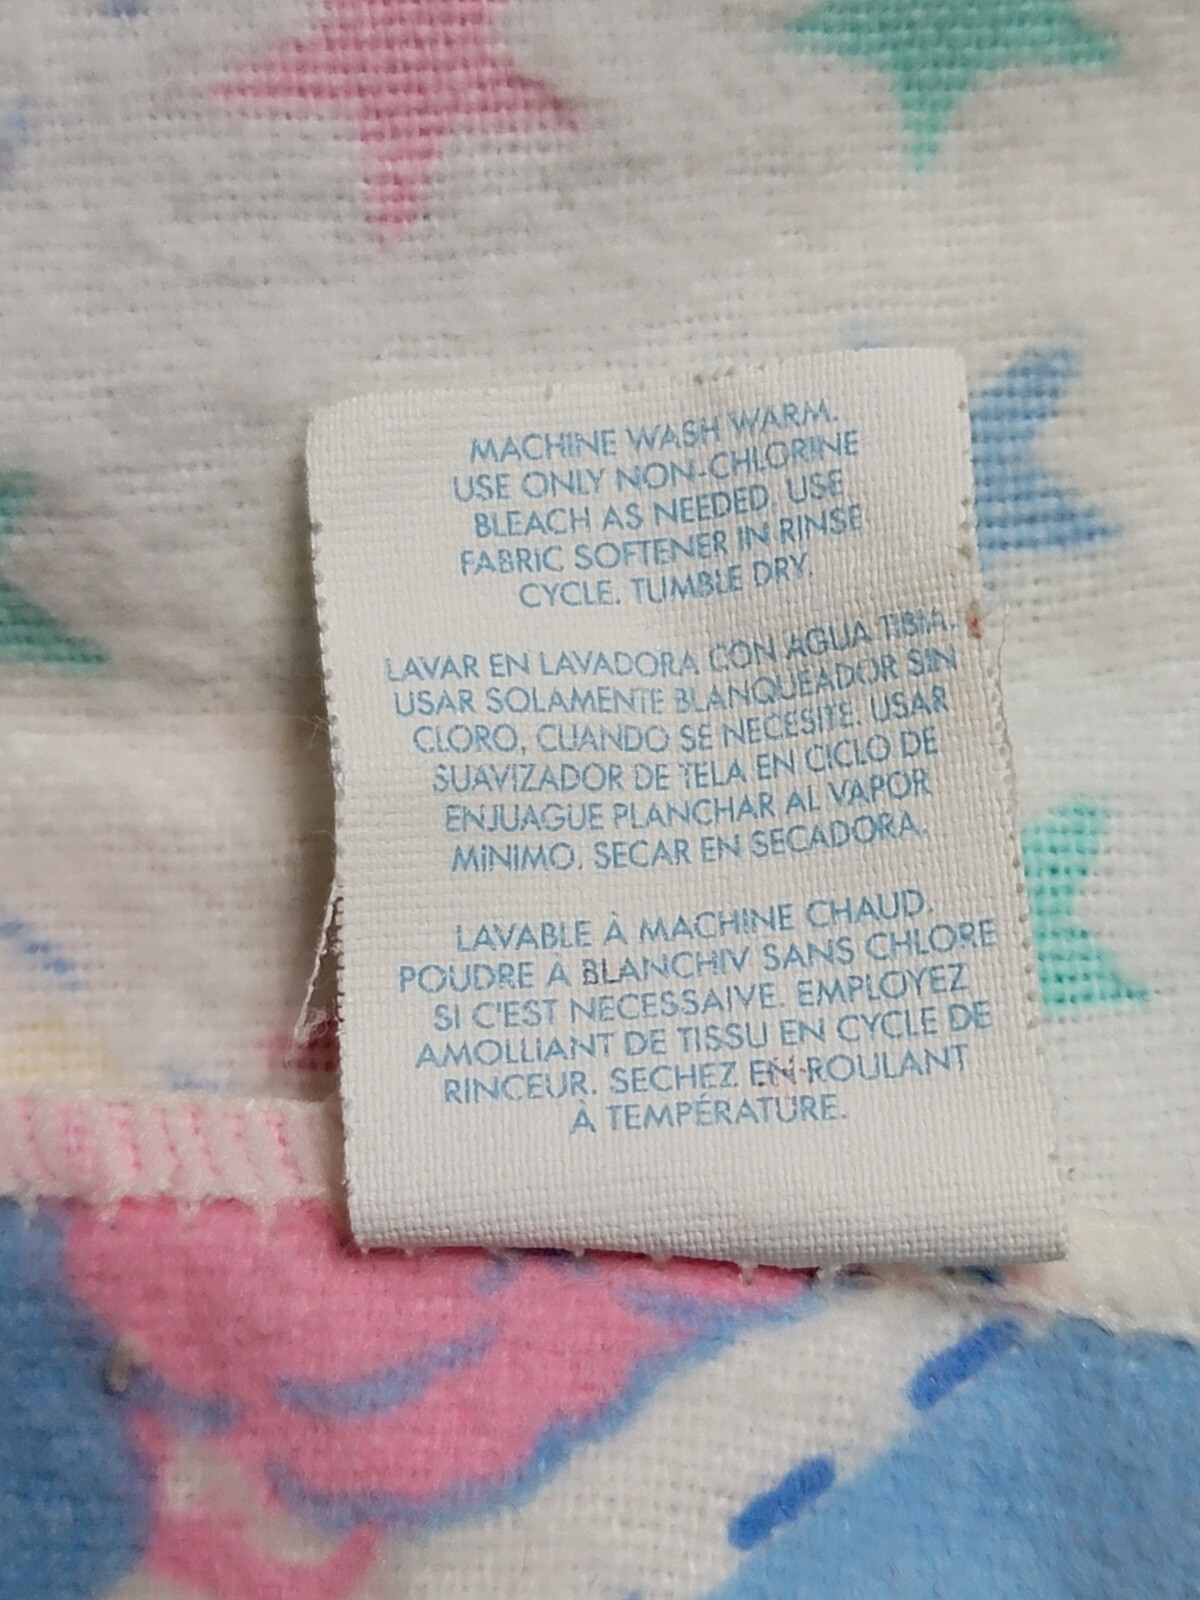 MACHINE WASH WARM.
USE ONLY NON-CHLORINE
BLEACH AS NEEDED. USE
FABRIC SOFTENER IN RINSE
CYCLE. TUMBLE DRY.
LAVAR EN LAVADORA CON AGUA TIBIA.
USAR SOLAMENTE BLANQUEADOR SIN
CLORO, CUANDO SE NECESITE. USAR
SUAVIZADOR DE TELA EN CICLO DE
ENJUAGUE PLANCHAR AL VAPOR
MINIMO. SECAR EN SECADORA.
LAVABLE À MACHINE CHAUD.
POUDRE À BLANCHIV SANS CHLORE
SI C'EST NECESSAIVE. EMPLOYEZ
AMOLLIANT DE TISSU EN CYCLE DE
RINCEUR. SECHEZ EN ROULANT
À TEMPÉRATURE.